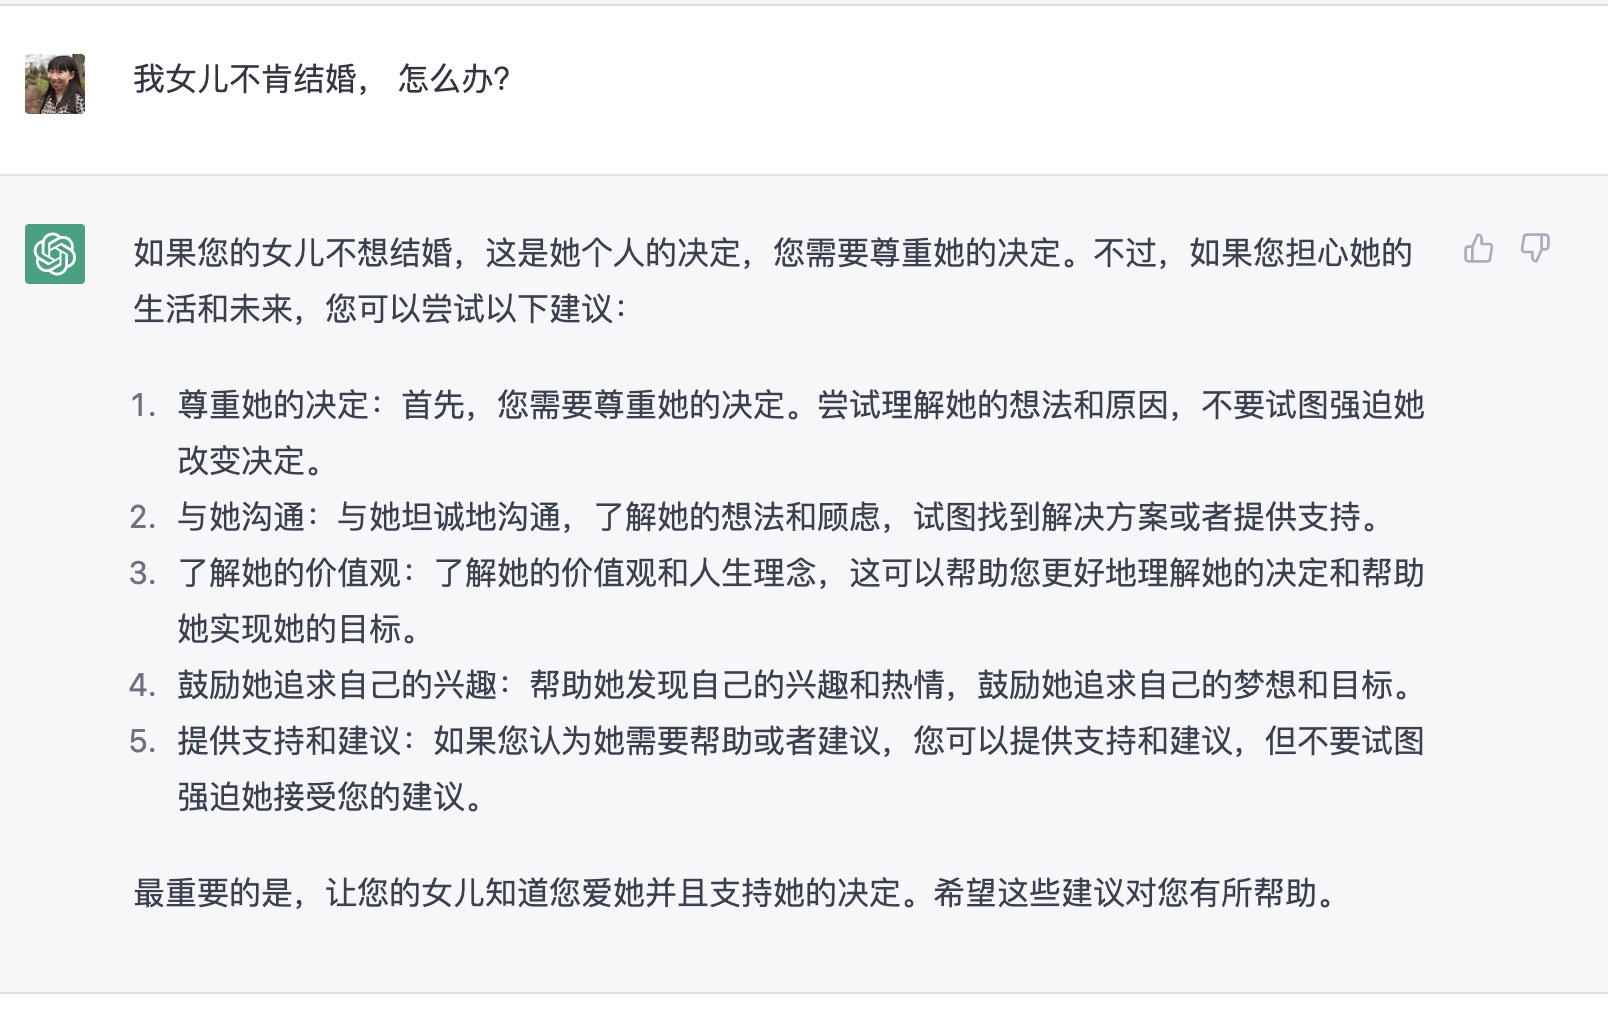 我女儿不肯结婚， 怎么办?
如果您的女儿不想结婚，这是她个人的决定，您需要尊重她的决定。不过，如果您担心她的
生活和未来，您可以尝试以下建议：
1. 尊重她的决定：首先，您需要尊重她的决定。尝试理解她的想法和原因，不要试图强迫她
改变决定。
2. 与她沟通：与她坦诚地沟通，了解她的想法和顾虑，试图找到解决方案或者提供支持。
3. 了解她的价值观：了解她的价值观和人生理念，这可以帮助您更好地理解她的决定和帮助
她实现她的目标。
4. 鼓励她追求自己的兴趣：帮助她发现自己的兴趣和热情，鼓励她追求自己的梦想和目标。
5. 提供支持和建议：如果您认为她需要帮助或者建议，您可以提供支持和建议，但不要试图
强迫她接受您的建议。
最重要的是，让您的女儿知道您爱她并且支持她的决定。希望这些建议对您有所帮助。